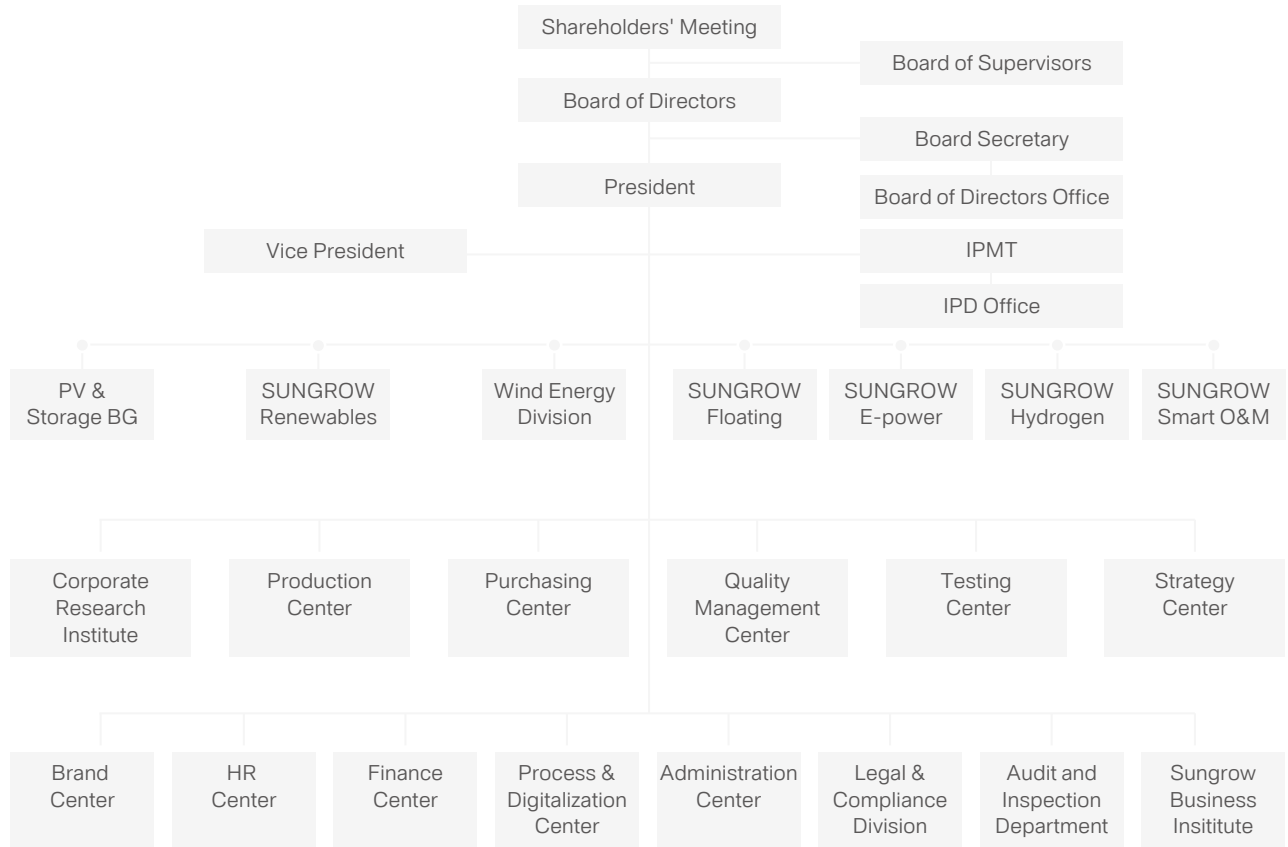 Shareholders' Meeting
Board of Supervisors
Board of Directors
Board Secretary
President
Board of Directors Office
Vice President
IPMT
IPD Office
PV &
Storage BG
SUNGROW
Renewables
Wind Energy
Division
SUNGROW
Floating
SUNGROW
E-power
SUNGROW
Hydrogen
SUNGROW
Smart O&M
Corporate
Research
Institute
Production
Center
Purchasing
Center
Quality
Management
Center
Testing
Center
Strategy
Center
Brand
Center
HR
Center
Finance
Center
Process &
Digitalization
Center
Administration
Center
Legal &
Compliance
Division
Audit and
Inspection
Department
Sungrow
Business
Insititute